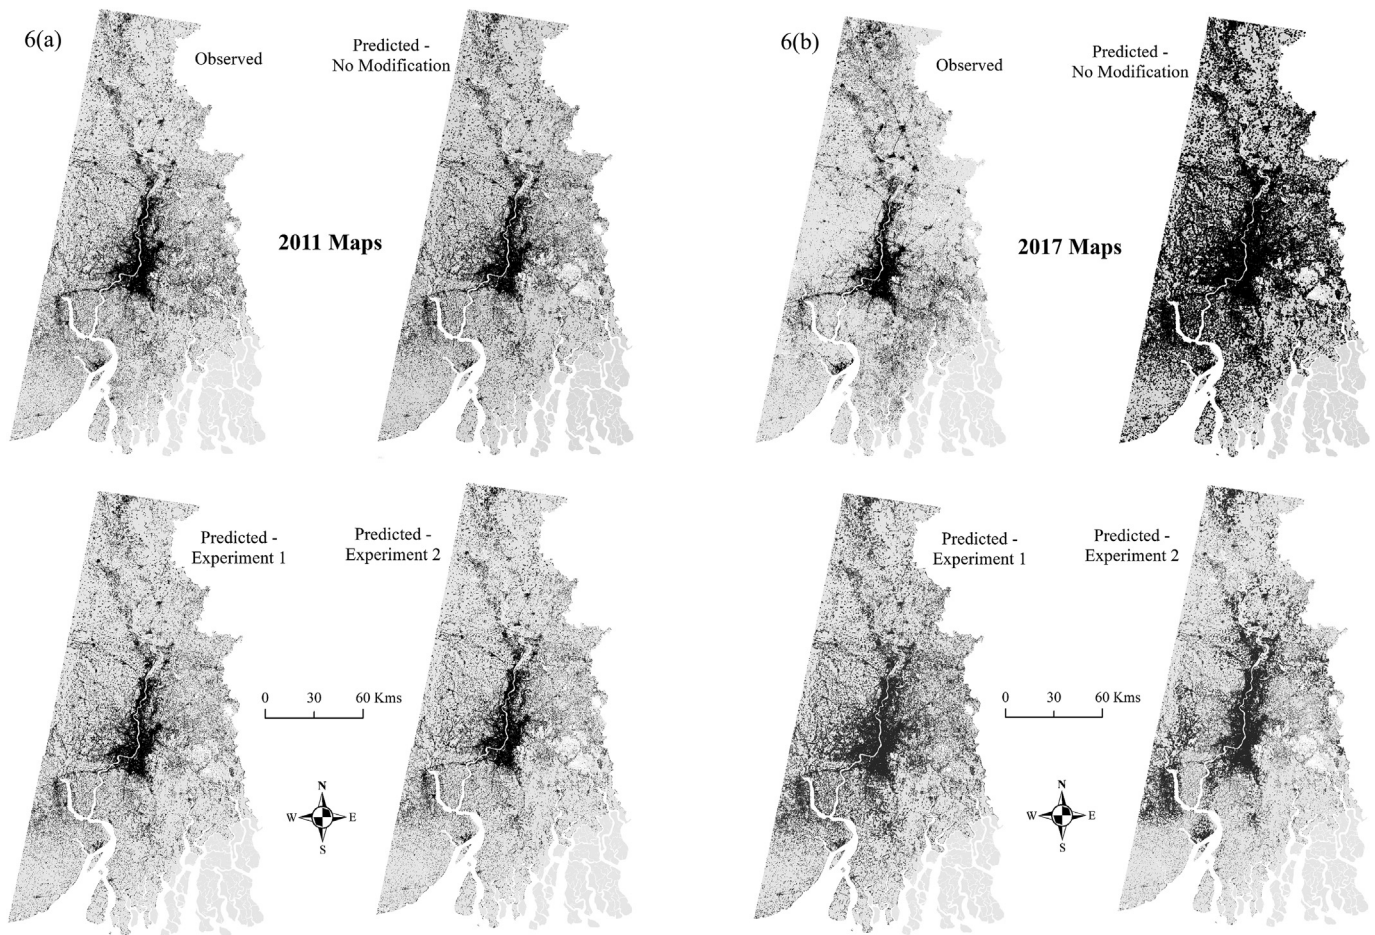 6(a)
Observed
Predicted -
No Modification
2011 Maps
Predicted -
Experiment 1
Predicted -
Experiment 2
0 30 60 Kms
N
W E
S
6(b)
Observed
Predicted -
No Modification
2017 Maps
Predicted -
Experiment 1
Predicted -
Experiment 2
0 30 60 Kms
N
W E
S